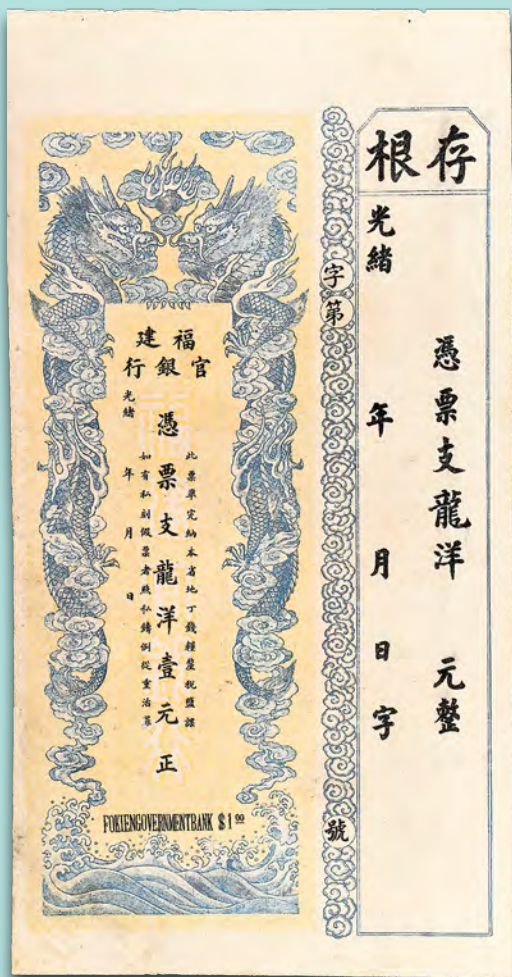 存根
憑票支龍洋 元整
光緒 年 月 日 字
字第 號
福建
官銀行
此票準完納本省地丁錢糧釐稅鹽課
憑票支龍洋壹元正
如有私刻假票者照私鑄例從重治罪
光緒 年 月 日
FOKIENGOVERNMENTBANK $1 00